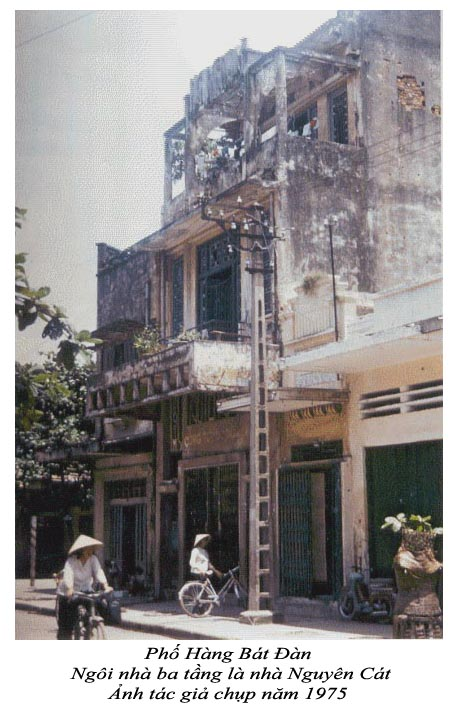 Phố Hàng Bát Đàn
Ngôi nhà ba tầng là nhà Nguyên Cát
Ảnh tác giả chụp năm 1975